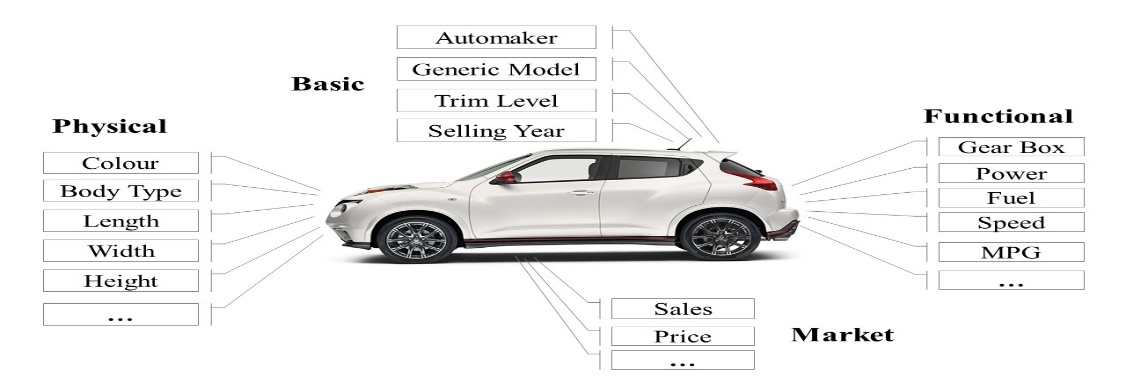 Basic
Automaker
Generic Model
Trim Level
Selling Year
Physical
Colour
Body Type
Length
Width
Height
...
Functional
Gear Box
Power
Fuel
Speed
MPG
...
Market
Sales
Price
...